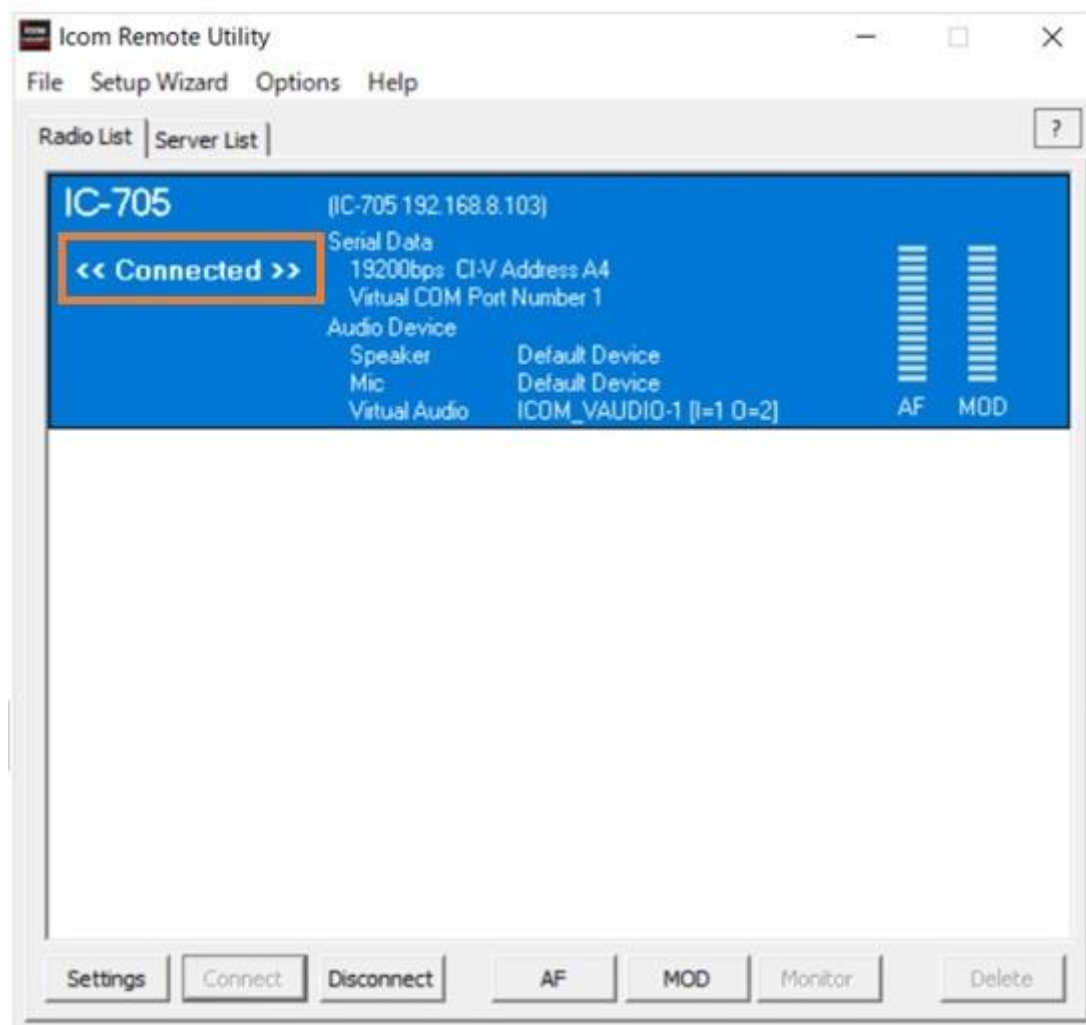 Icom Remote Utility
File Setup Wizard Options Help
Radio List Server List ?
IC-705 (IC-705 192.168.8.103)
Serial Data
<< Connected >> 19200bps CI-V Address A4
Virtual COM Port Number 1
Audio Device
Speaker Default Device
Mic Default Device
Virtual Audio ICOM_VAUDIO-1 [I=1 O=2] AF MOD
Settings Connect Disconnect AF MOD Monitor Delete